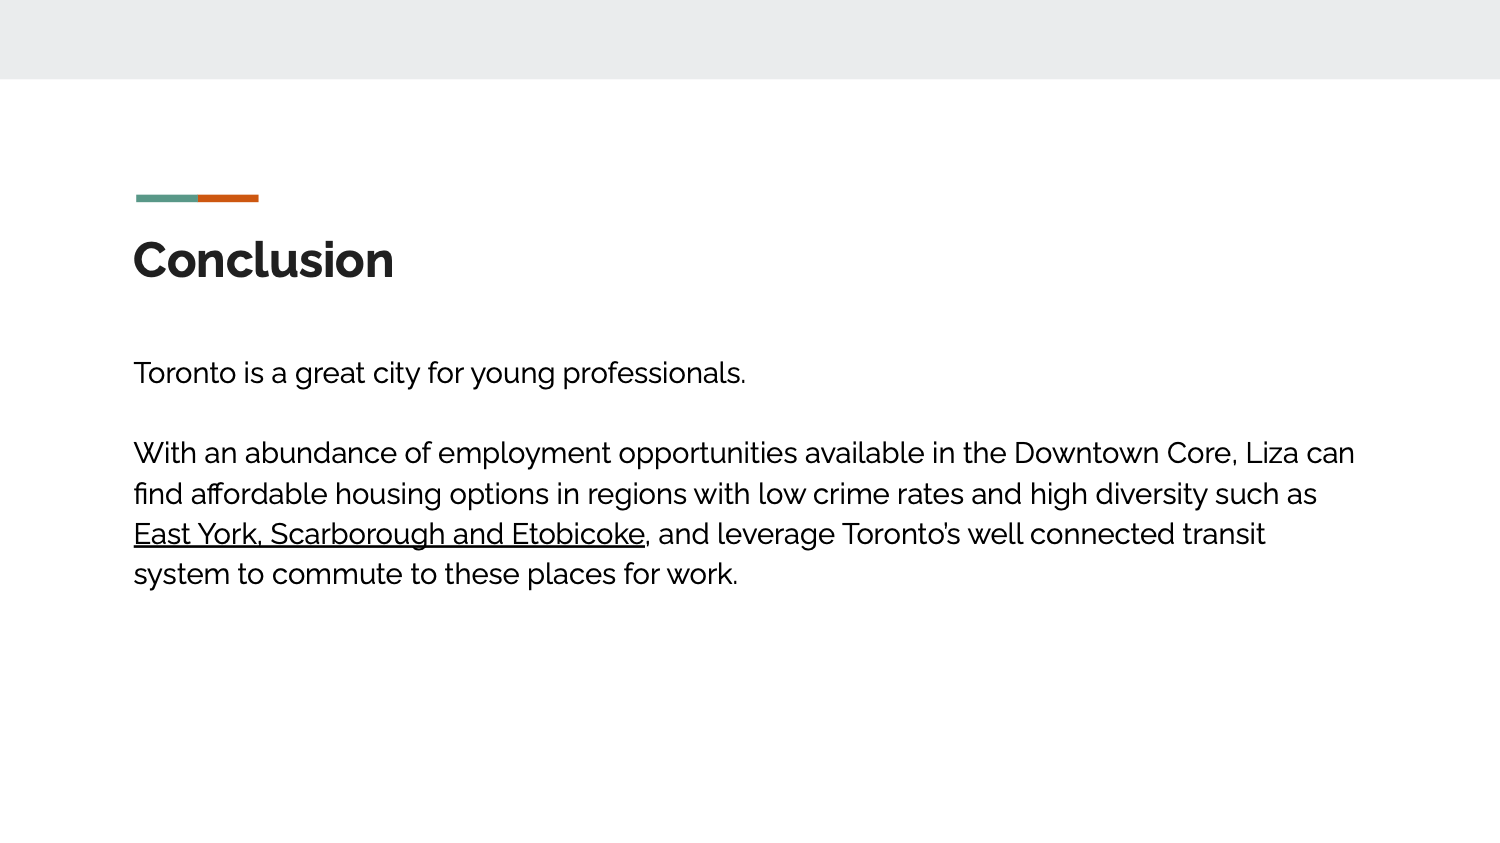 Conclusion
Toronto is a great city for young professionals.
With an abundance of employment opportunities available in the Downtown Core, Liza can
find affordable housing options in regions with low crime rates and high diversity such as
East York, Scarborough and Etobicoke, and leverage Toronto’s well connected transit
system to commute to these places for work.